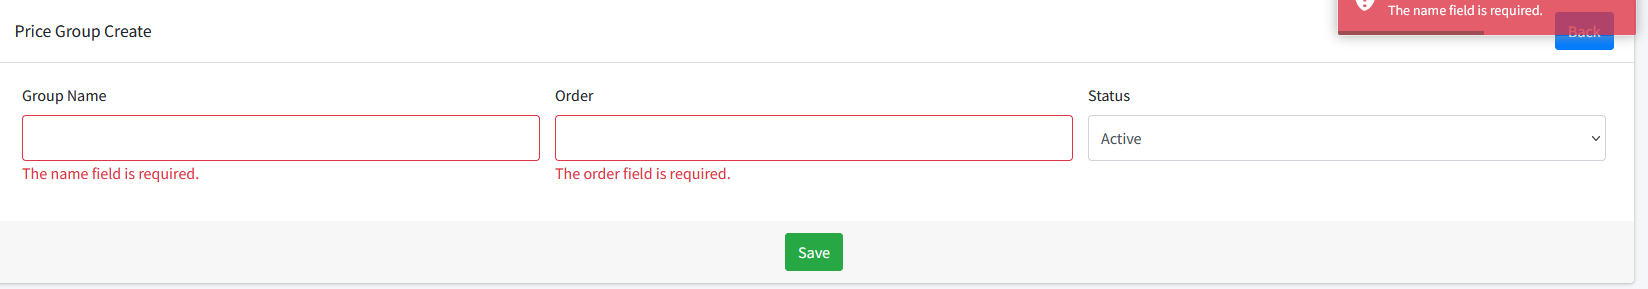 The name field is required.
Price Group Create
Back
Group Name
Order
Status
Active
The name field is required.
The order field is required.
Save